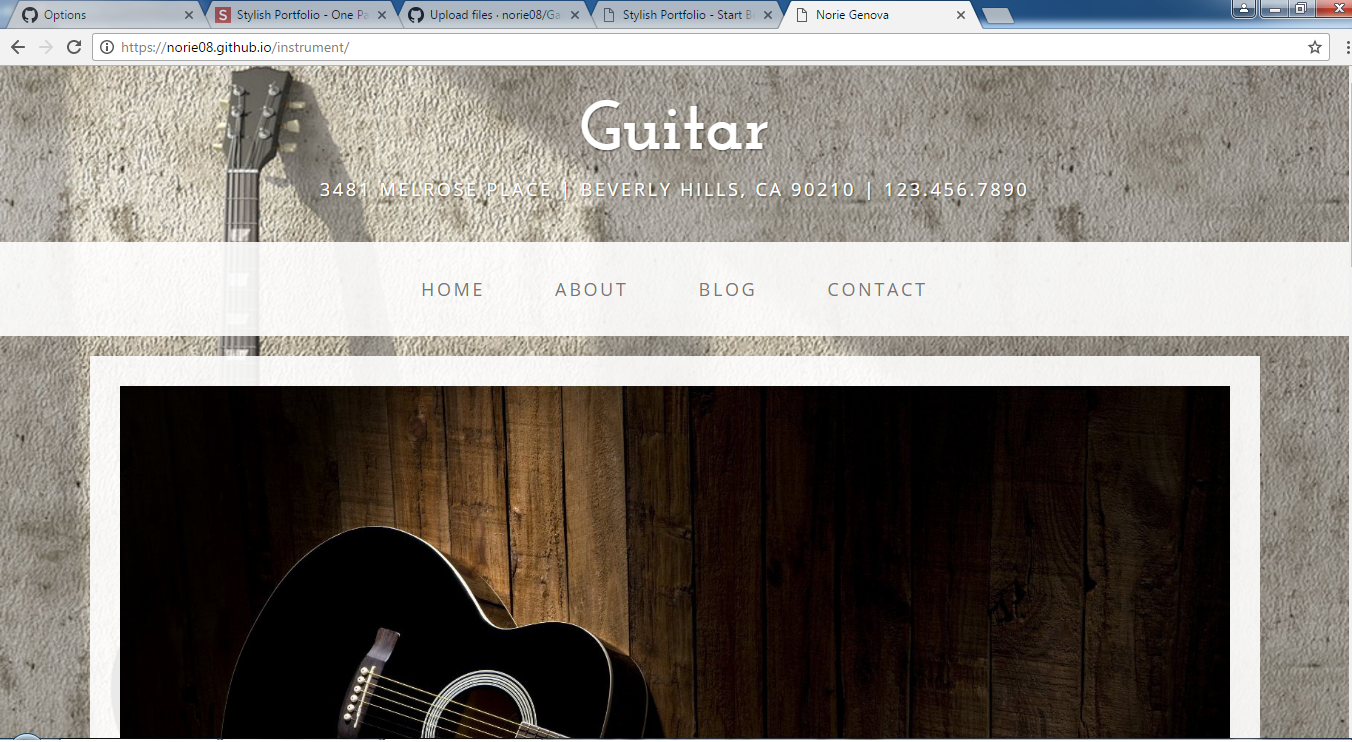 Options
Stylish Portfolio - One Pa
Upload files · norie08/Ga
Stylish Portfolio - Start B
Norie Genova
https://norie08.github.io/instrument/
Guitar
3481 MELROSE PLACE | BEVERLY HILLS, CA 90210 | 123.456.7890
HOME ABOUT BLOG CONTACT